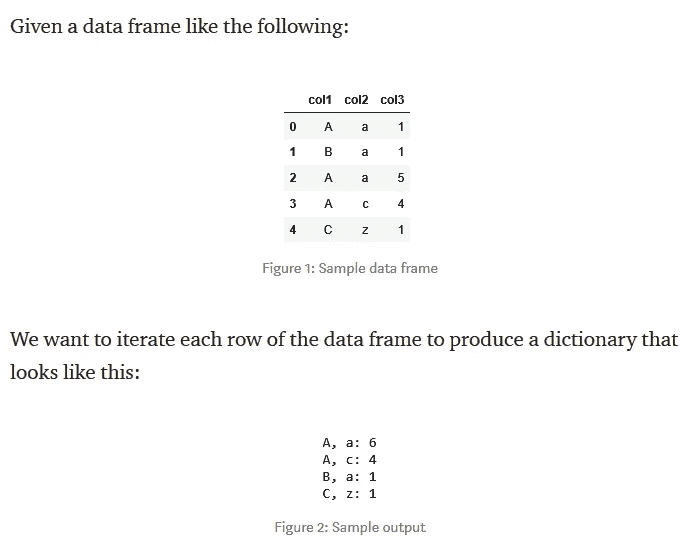 Given a data frame like the following:
col1 col2 col3
0 A a 1
1 B a 1
2 A a 5
3 A c 4
4 C z 1
Figure 1: Sample data frame
We want to iterate each row of the data frame to produce a dictionary that
looks like this:
A, a: 6
A, c: 4
B, a: 1
C, z: 1
Figure 2: Sample output